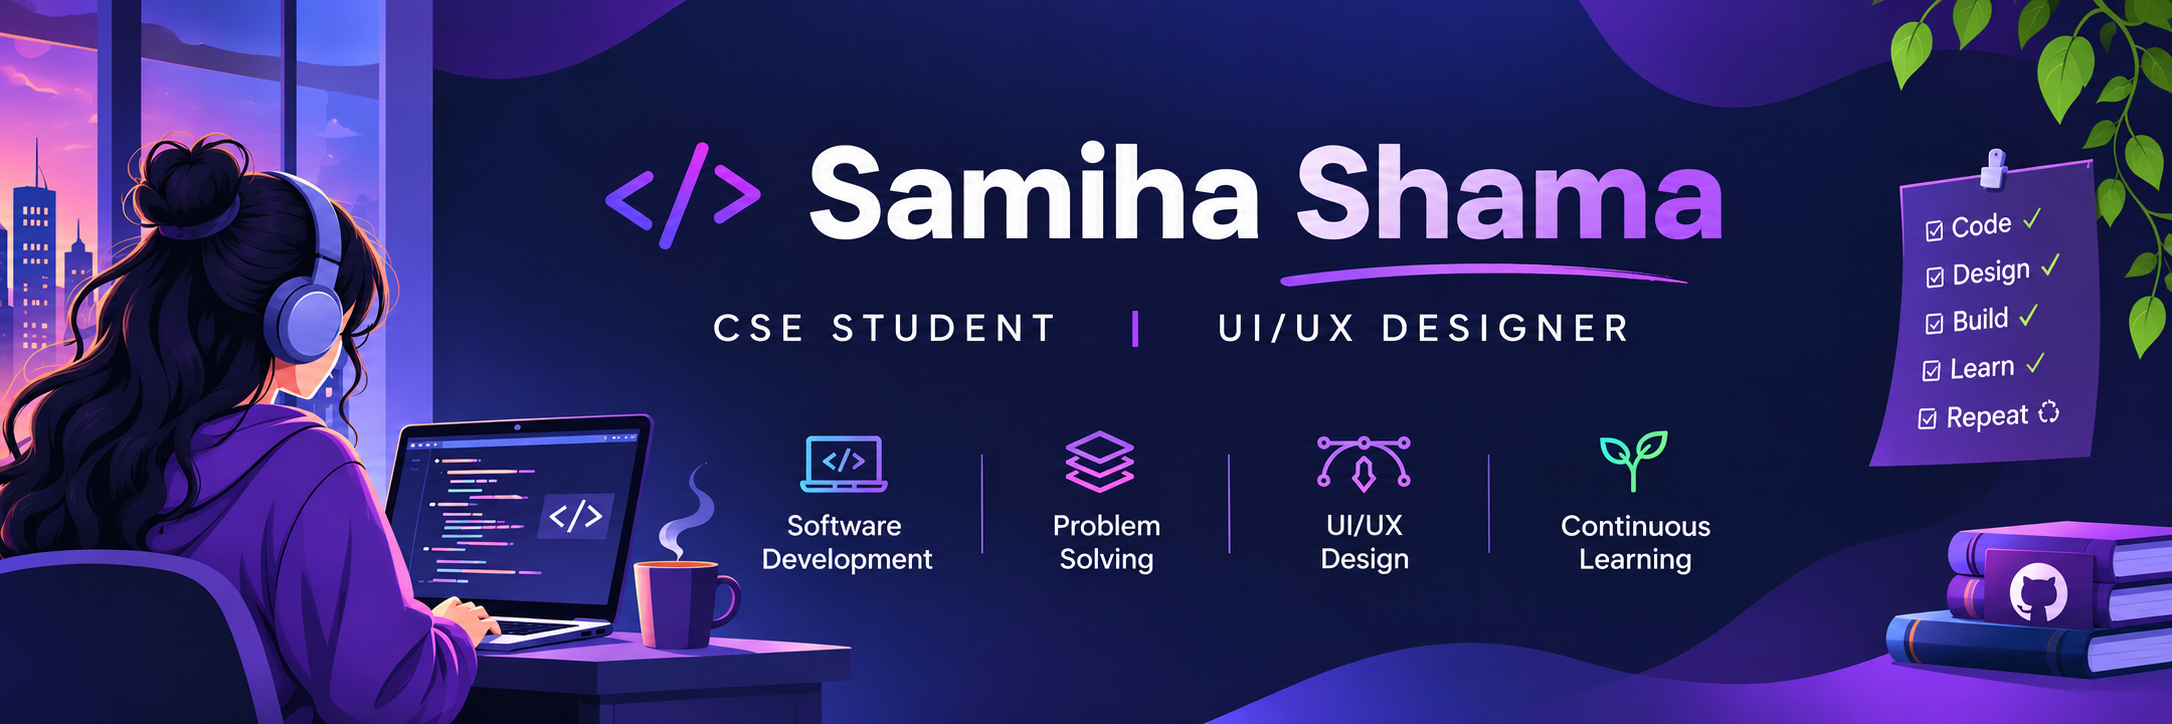 </> Samiha Shama
CSE STUDENT | UI/UX DESIGNER
</>
Software
Development
Problem
Solving
UI/UX
Design
Continuous
Learning
Code ✓
Design ✓
Build ✓
Learn ✓
Repeat